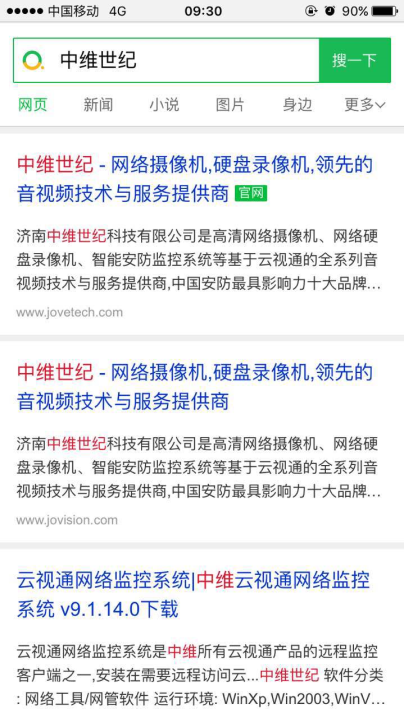 中国移动 4G 09:30 90%
中维世纪 搜一下
网页 新闻 小说 图片 身边 更多
中维世纪 - 网络摄像机,硬盘录像机,领先的
音视频技术与服务提供商 官网
济南中维世纪科技有限公司是高清网络摄像机、网络硬
盘录像机、智能安防监控系统等基于云视通的全系列音
视频技术与服务提供商,中国安防最具影响力十大品牌...
www.jovetech.com
中维世纪 - 网络摄像机,硬盘录像机,领先的
音视频技术与服务提供商
济南中维世纪科技有限公司是高清网络摄像机、网络硬
盘录像机、智能安防监控系统等基于云视通的全系列音
视频技术与服务提供商,中国安防最具影响力十大品牌...
www.jovision.com
云视通网络监控系统|中维云视通网络监控
系统 v9.1.14.0下载
云视通网络监控系统是中维所有云视通产品的远程监控
客户端之一,安装在需要远程访问云...中维世纪 软件分类
: 网络工具/网管软件 运行环境: WinXp,Win2003,WinV...